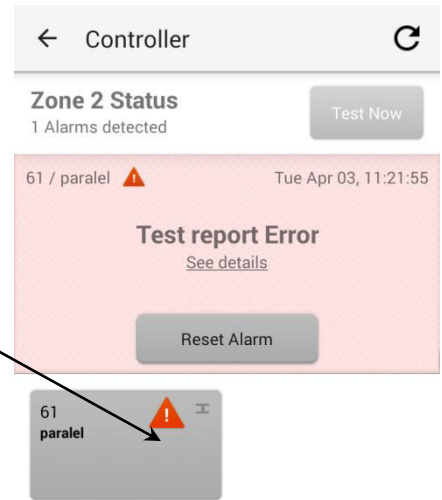 Controller
Zone 2 Status
1 Alarms detected
Test Now
61 / paralel
Tue Apr 03, 11:21:55
Test report Error
See details
Reset Alarm
61
paralel